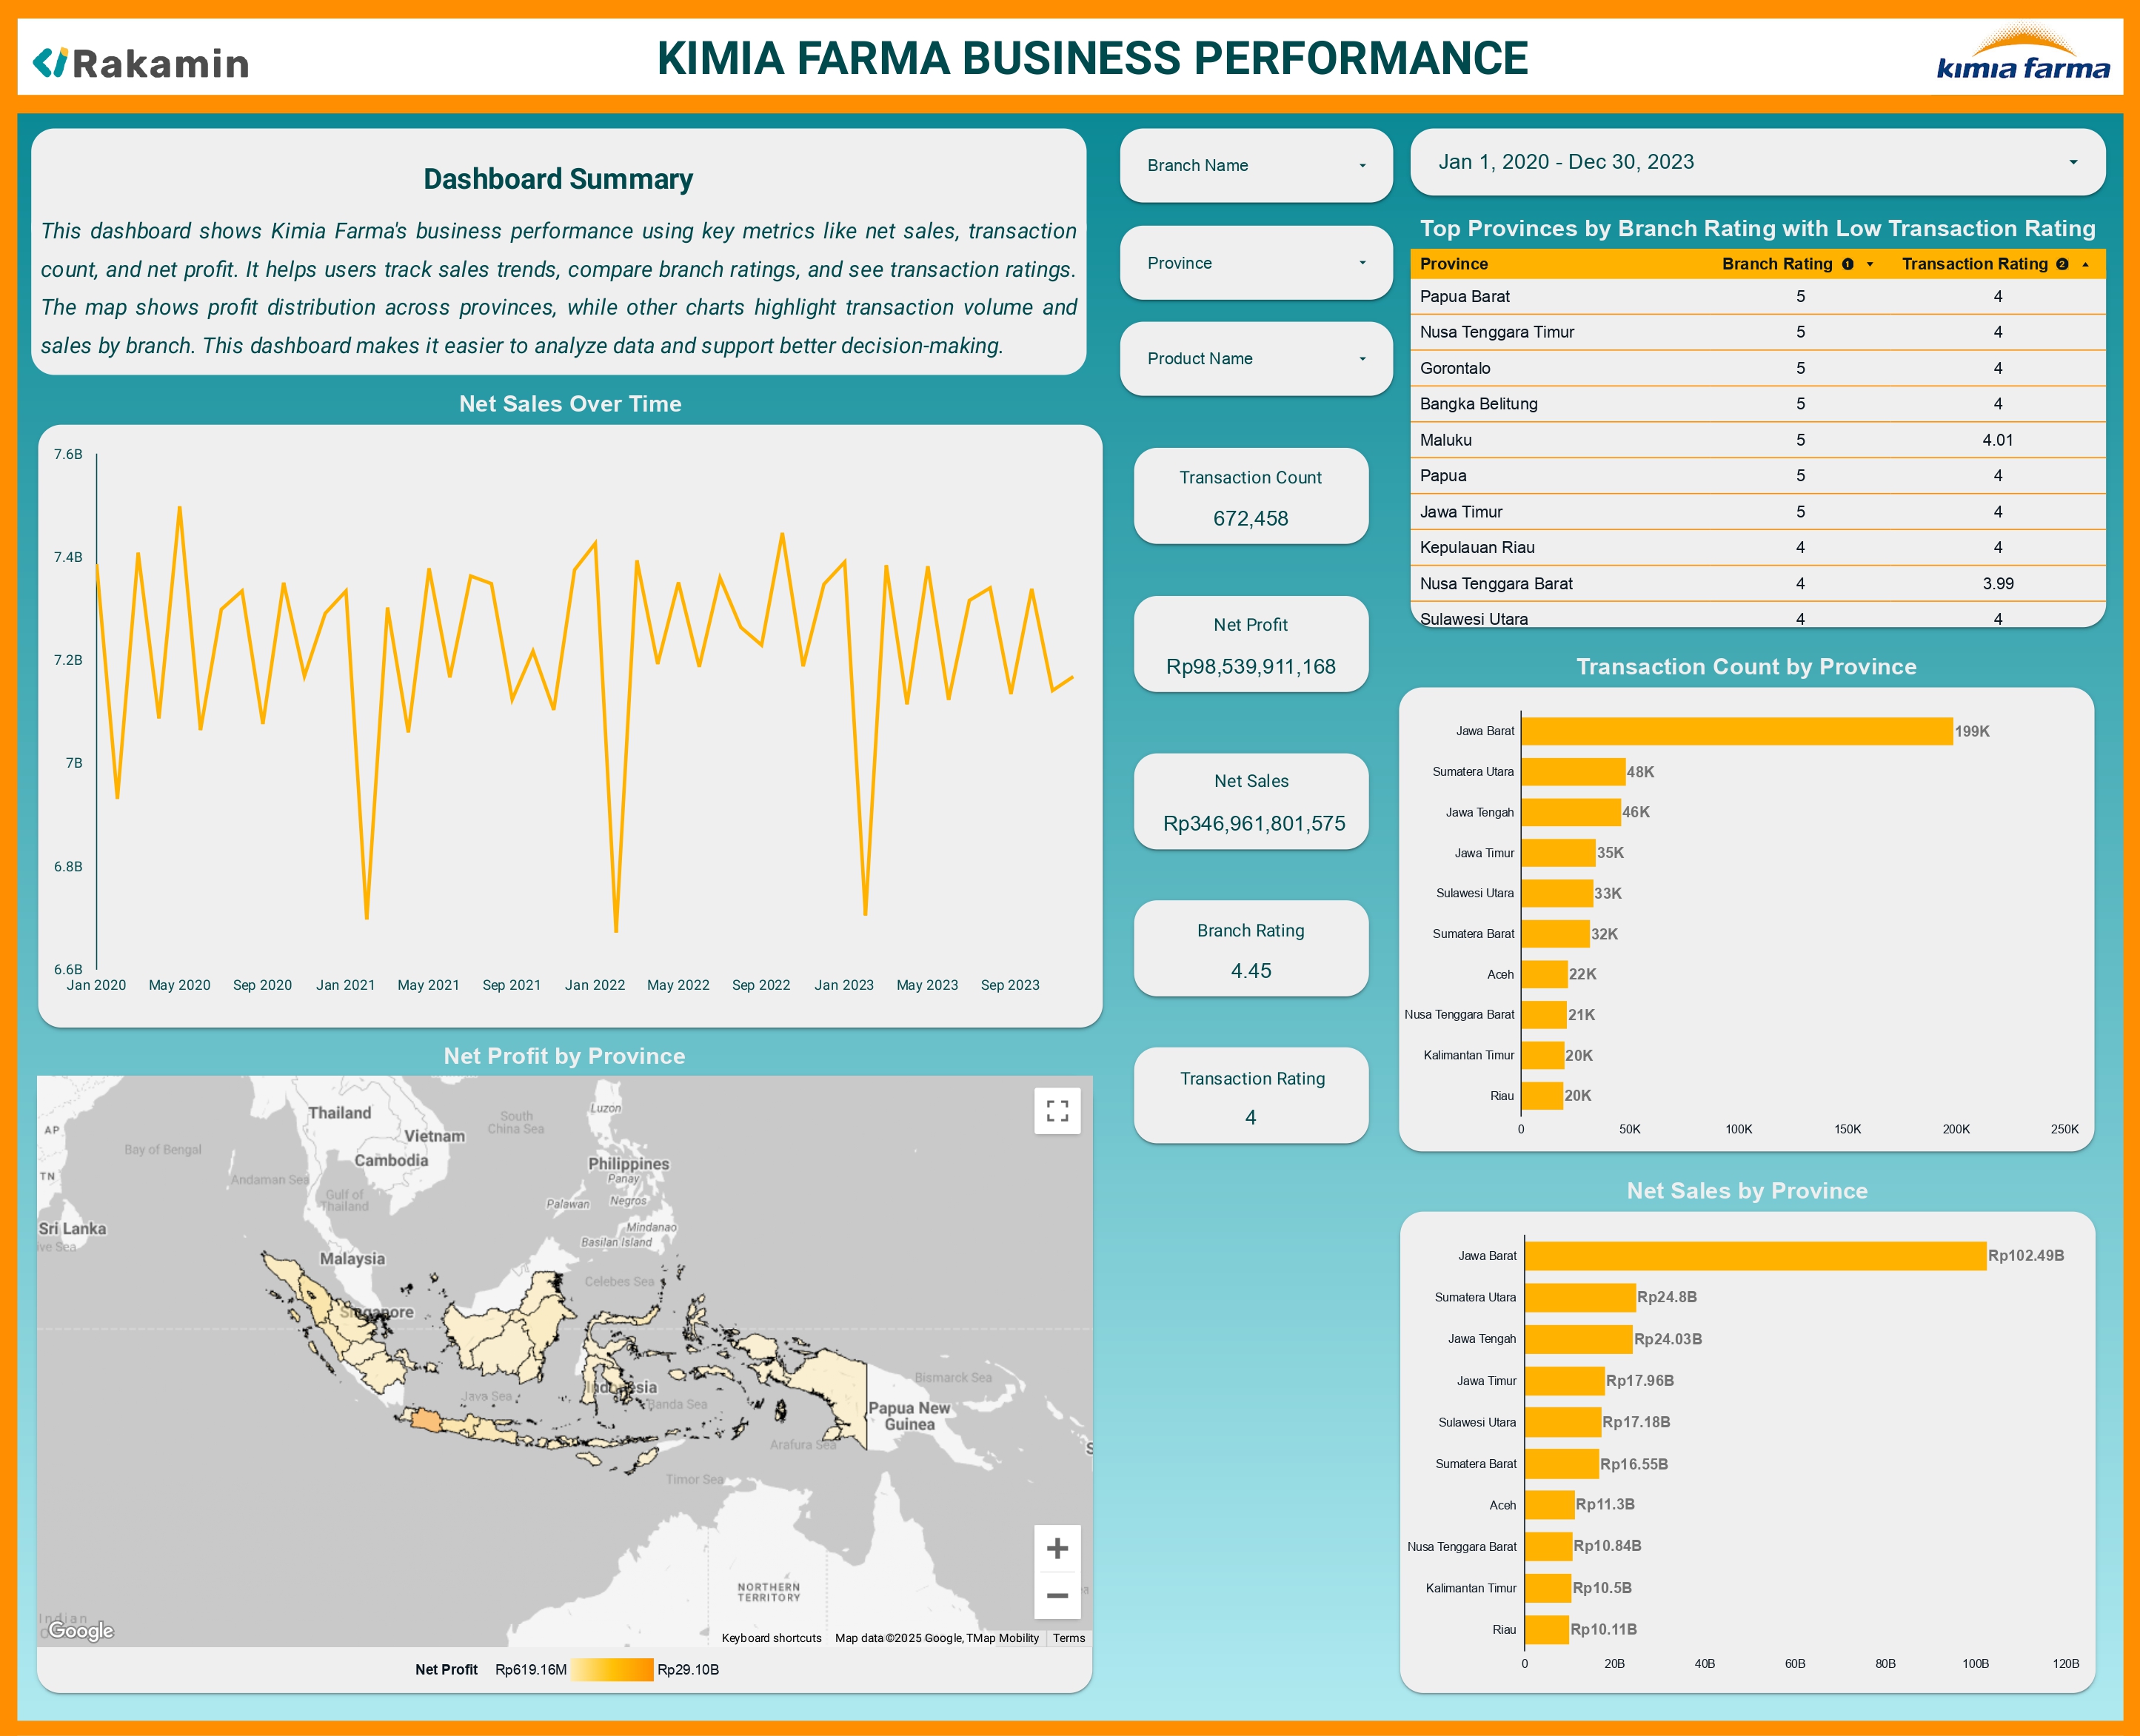 Rakamin
KIMIA FARMA BUSINESS PERFORMANCE
kimia farma
Dashboard Summary
This dashboard shows Kimia Farma's business performance using key metrics like net sales, transaction
count, and net profit. It helps users track sales trends, compare branch ratings, and see transaction ratings.
The map shows profit distribution across provinces, while other charts highlight transaction volume and
sales by branch. This dashboard makes it easier to analyze data and support better decision-making.
Branch Name
Province
Product Name
Jan 1, 2020 - Dec 30, 2023
Top Provinces by Branch Rating with Low Transaction Rating
Province Branch Rating 1 Transaction Rating 2
Papua Barat 5 4
Nusa Tenggara Timur 5 4
Gorontalo 5 4
Bangka Belitung 5 4
Maluku 5 4.01
Papua 5 4
Jawa Timur 5 4
Kepulauan Riau 4 4
Nusa Tenggara Barat 4 3.99
Sulawesi Utara 4 4
Net Sales Over Time
7.6B
7.4B
7.2B
7B
6.8B
6.6B
Jan 2020 May 2020 Sep 2020 Jan 2021 May 2021 Sep 2021 Jan 2022 May 2022 Sep 2022 Jan 2023 May 2023 Sep 2023
Transaction Count
672,458
Net Profit
Rp98,539,911,168
Net Sales
Rp346,961,801,575
Branch Rating
4.45
Transaction Rating
4
Transaction Count by Province
Jawa Barat 199K
Sumatera Utara 48K
Jawa Tengah 46K
Jawa Timur 35K
Sulawesi Utara 33K
Sumatera Barat 32K
Aceh 22K
Nusa Tenggara Barat 21K
Kalimantan Timur 20K
Riau 20K
0 50K 100K 150K 200K 250K
Net Profit by Province
Thailand
Luzon
South
China Sea
AP
Vietnam
Bay of Bengal
Cambodia
Philippines
TN
Andaman Sea
Panay
Gulf of
Thailand
Palawan
Negros
Sri Lanka
Mindanao
ve Sea
Basilan Island
Malaysia
Celebes Sea
Singapore
Indonesia
Java Sea
Banda Sea
Bismarck Sea
Papua New
Guinea
Arafura Sea
S
Timor Sea
NORTHERN
TERRITORY
Indian
Google
Keyboard shortcuts Map data ©2025 Google, TMap Mobility Terms
Net Profit Rp619.16M Rp29.10B
Net Sales by Province
Jawa Barat Rp102.49B
Sumatera Utara Rp24.8B
Jawa Tengah Rp24.03B
Jawa Timur Rp17.96B
Sulawesi Utara Rp17.18B
Sumatera Barat Rp16.55B
Aceh Rp11.3B
Nusa Tenggara Barat Rp10.84B
Kalimantan Timur Rp10.5B
Riau Rp10.11B
0 20B 40B 60B 80B 100B 120B